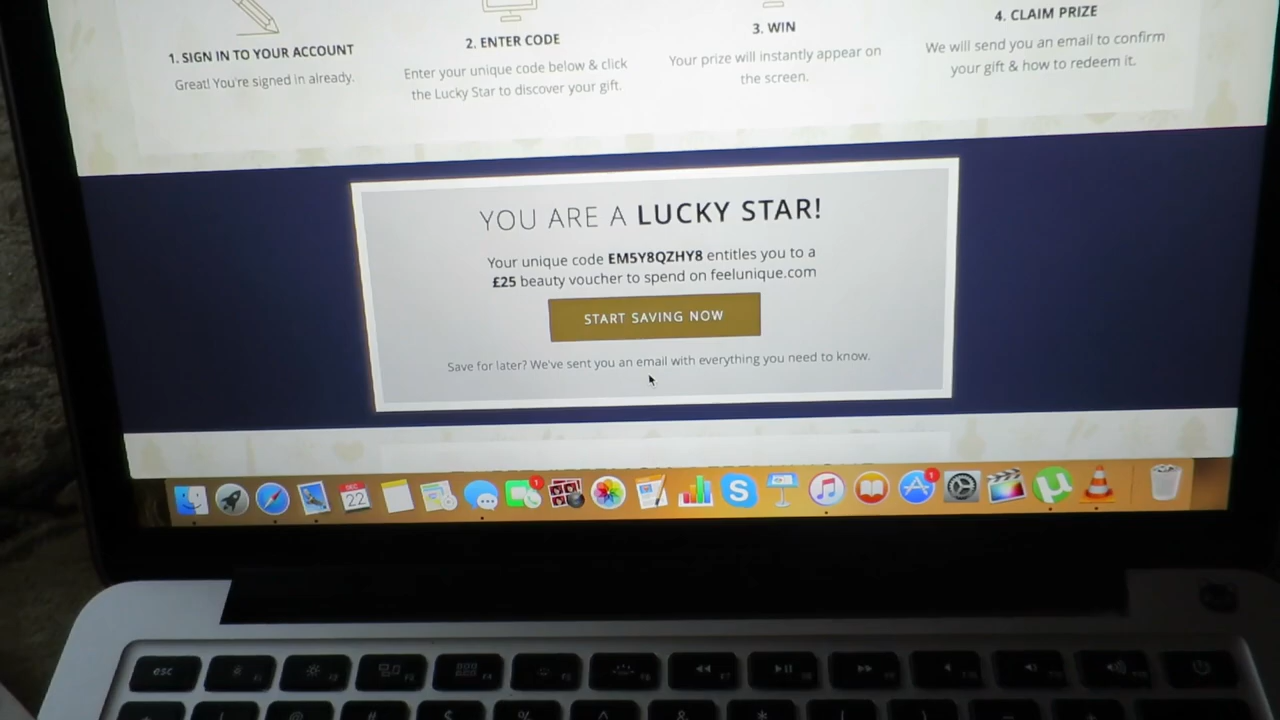 1. SIGN IN TO YOUR ACCOUNT
Great! You're signed in already.
2. ENTER CODE
Enter your unique code below & click
the Lucky Star to discover your gift.
3. WIN
Your prize will instantly appear on
the screen.
4. CLAIM PRIZE
We will send you an email to confirm
your gift & how to redeem it.
YOU ARE A LUCKY STAR!
Your unique code EM5Y8QZHY8 entitles you to a
£25 beauty voucher to spend on feelunique.com
START SAVING NOW
Save for later? We've sent you an email with everything you need to know.
DEC
22
1
1
esc